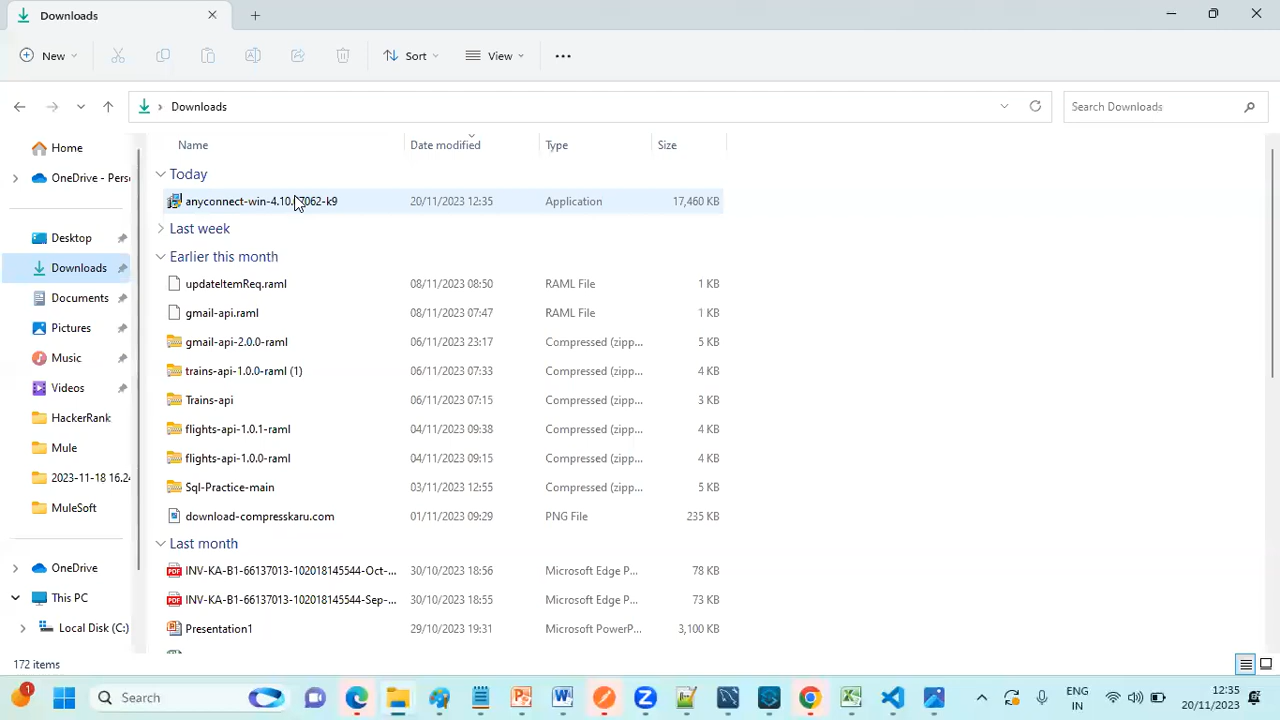 Downloads
New
Sort
View
Downloads
Search Downloads
Home
OneDrive - Pers
Desktop
Downloads
Documents
Pictures
Music
Videos
HackerRank
Mule
2023-11-18 16.24
MuleSoft
OneDrive
This PC
Local Disk (C:)
Name Date modified Type Size
Today
20/11/2023 12:35 Application 17,460 KB
Last week
Earlier this month
updateItemReq.raml 08/11/2023 08:50 RAML File 1 KB
gmail-api.raml 08/11/2023 07:47 RAML File 1 KB
gmail-api-2.0.0-raml 06/11/2023 23:17 Compressed (zipp... 5 KB
trains-api-1.0.0-raml (1) 06/11/2023 07:33 Compressed (zipp... 4 KB
Trains-api 06/11/2023 07:15 Compressed (zipp... 3 KB
flights-api-1.0.1-raml 04/11/2023 09:38 Compressed (zipp... 4 KB
flights-api-1.0.0-raml 04/11/2023 09:15 Compressed (zipp... 4 KB
Sql-Practice-main 03/11/2023 12:55 Compressed (zipp... 5 KB
download-compresskaru.com 01/11/2023 09:29 PNG File 235 KB
Last month
INV-KA-B1-66137013-102018145544-Oct-... 30/10/2023 18:56 Microsoft Edge P... 78 KB
INV-KA-B1-66137013-102018145544-Sep-... 30/10/2023 18:55 Microsoft Edge P... 73 KB
Presentation1 29/10/2023 19:31 Microsoft PowerP... 3,100 KB
172 items
1
Search
ENG
IN
12:35
20/11/2023